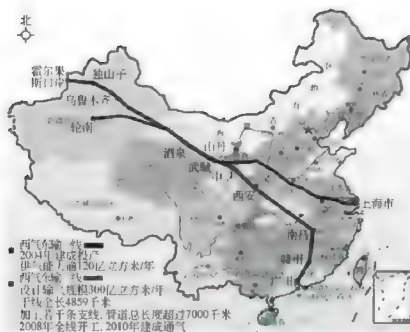 北
霍尔果
斯口岸
独山子
乌鲁木齐
轮南
酒泉
山丹
武威
中卫
西安
上海市
南昌
赣州
广州
西气东输一线
2004年建成投产
供气能力前120亿立方米/年
西气东输二线
设计输气规模300亿立方米/年
干线全长4859千米
加上若干条支线,管道总长度超过7000千米
2008年全线开工,2010年建成通气